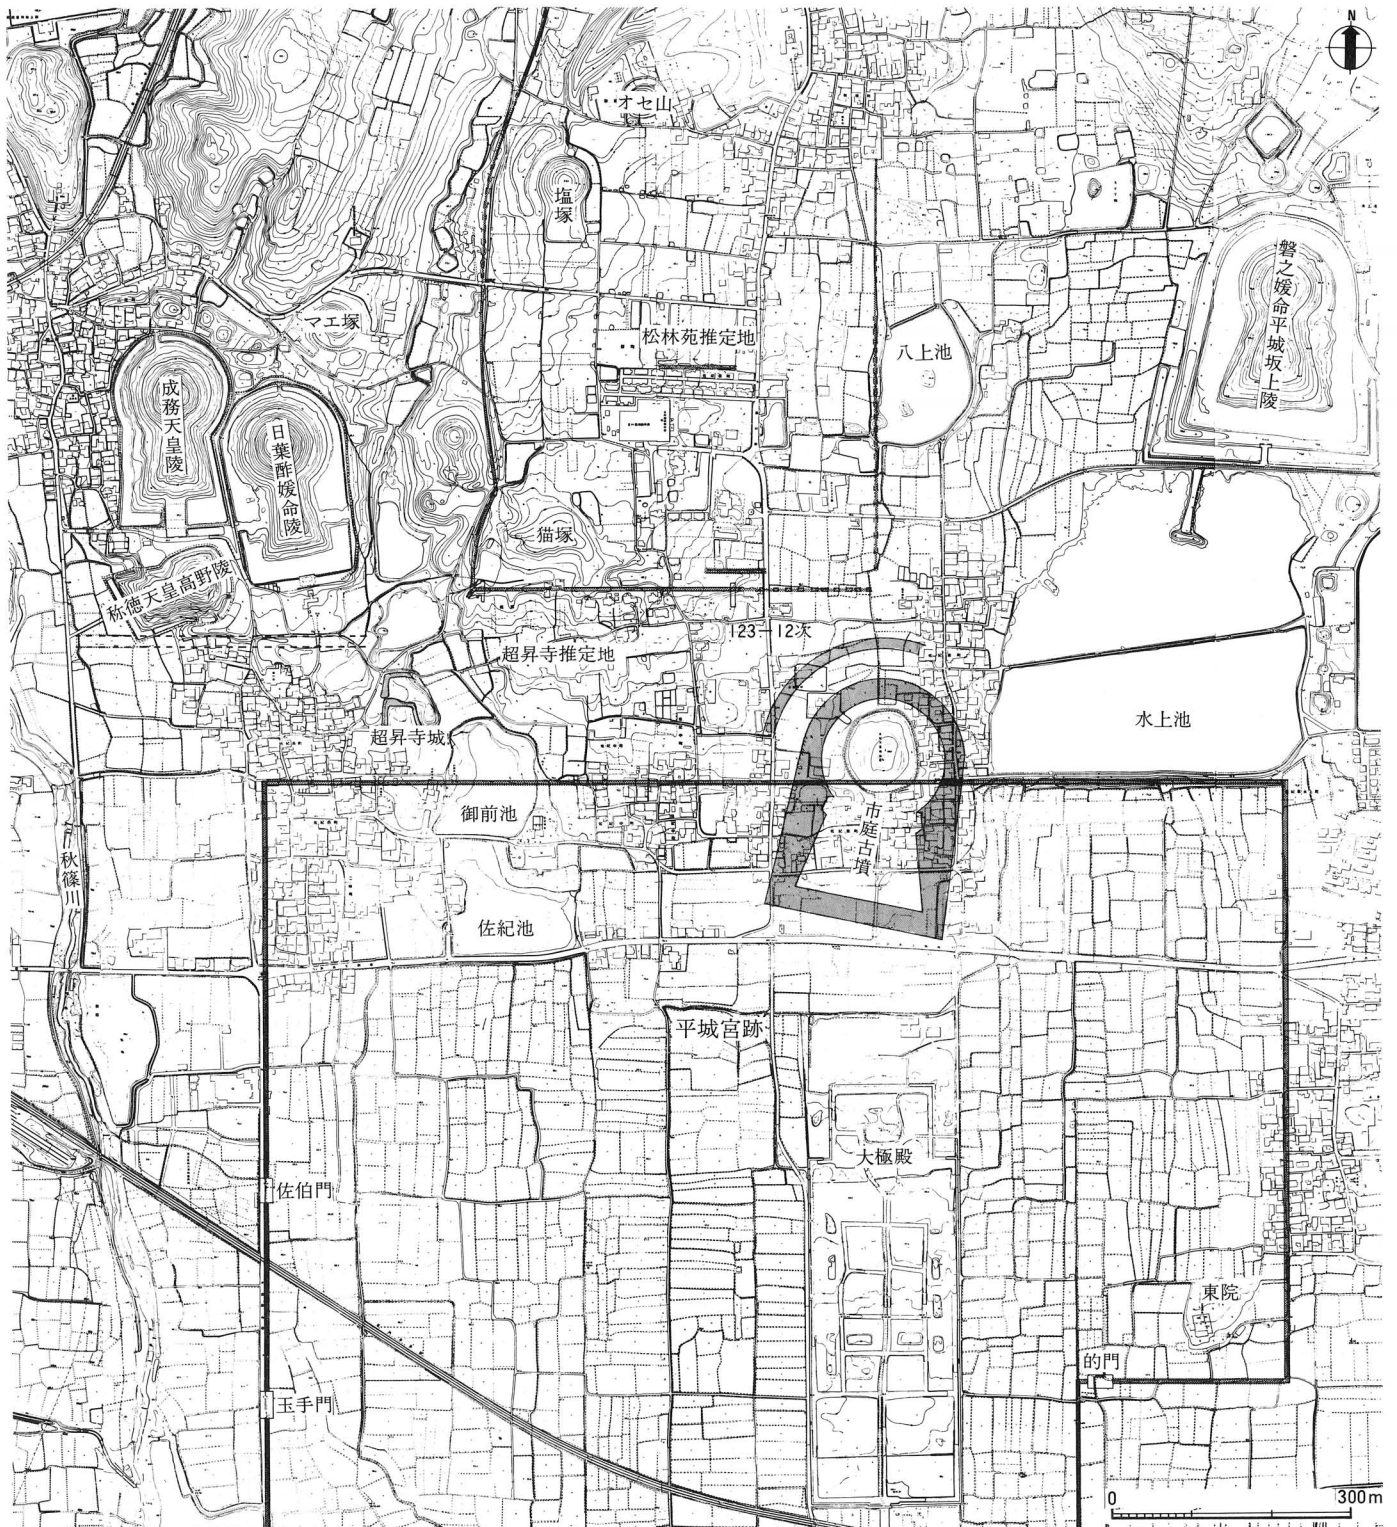 N
オセ山
塩塚
磐之媛命平城坂上陵
マエ塚
松林苑推定地
八上池
成務天皇陵
日葉酢媛命陵
猫塚
称徳天皇高野陵
123—12次
超昇寺推定地
水上池
超昇寺城
御前池
市庭古墳
秋篠川
佐紀池
平城宮跡
大極殿
佐伯門
東院
的門
玉手門
0 300m